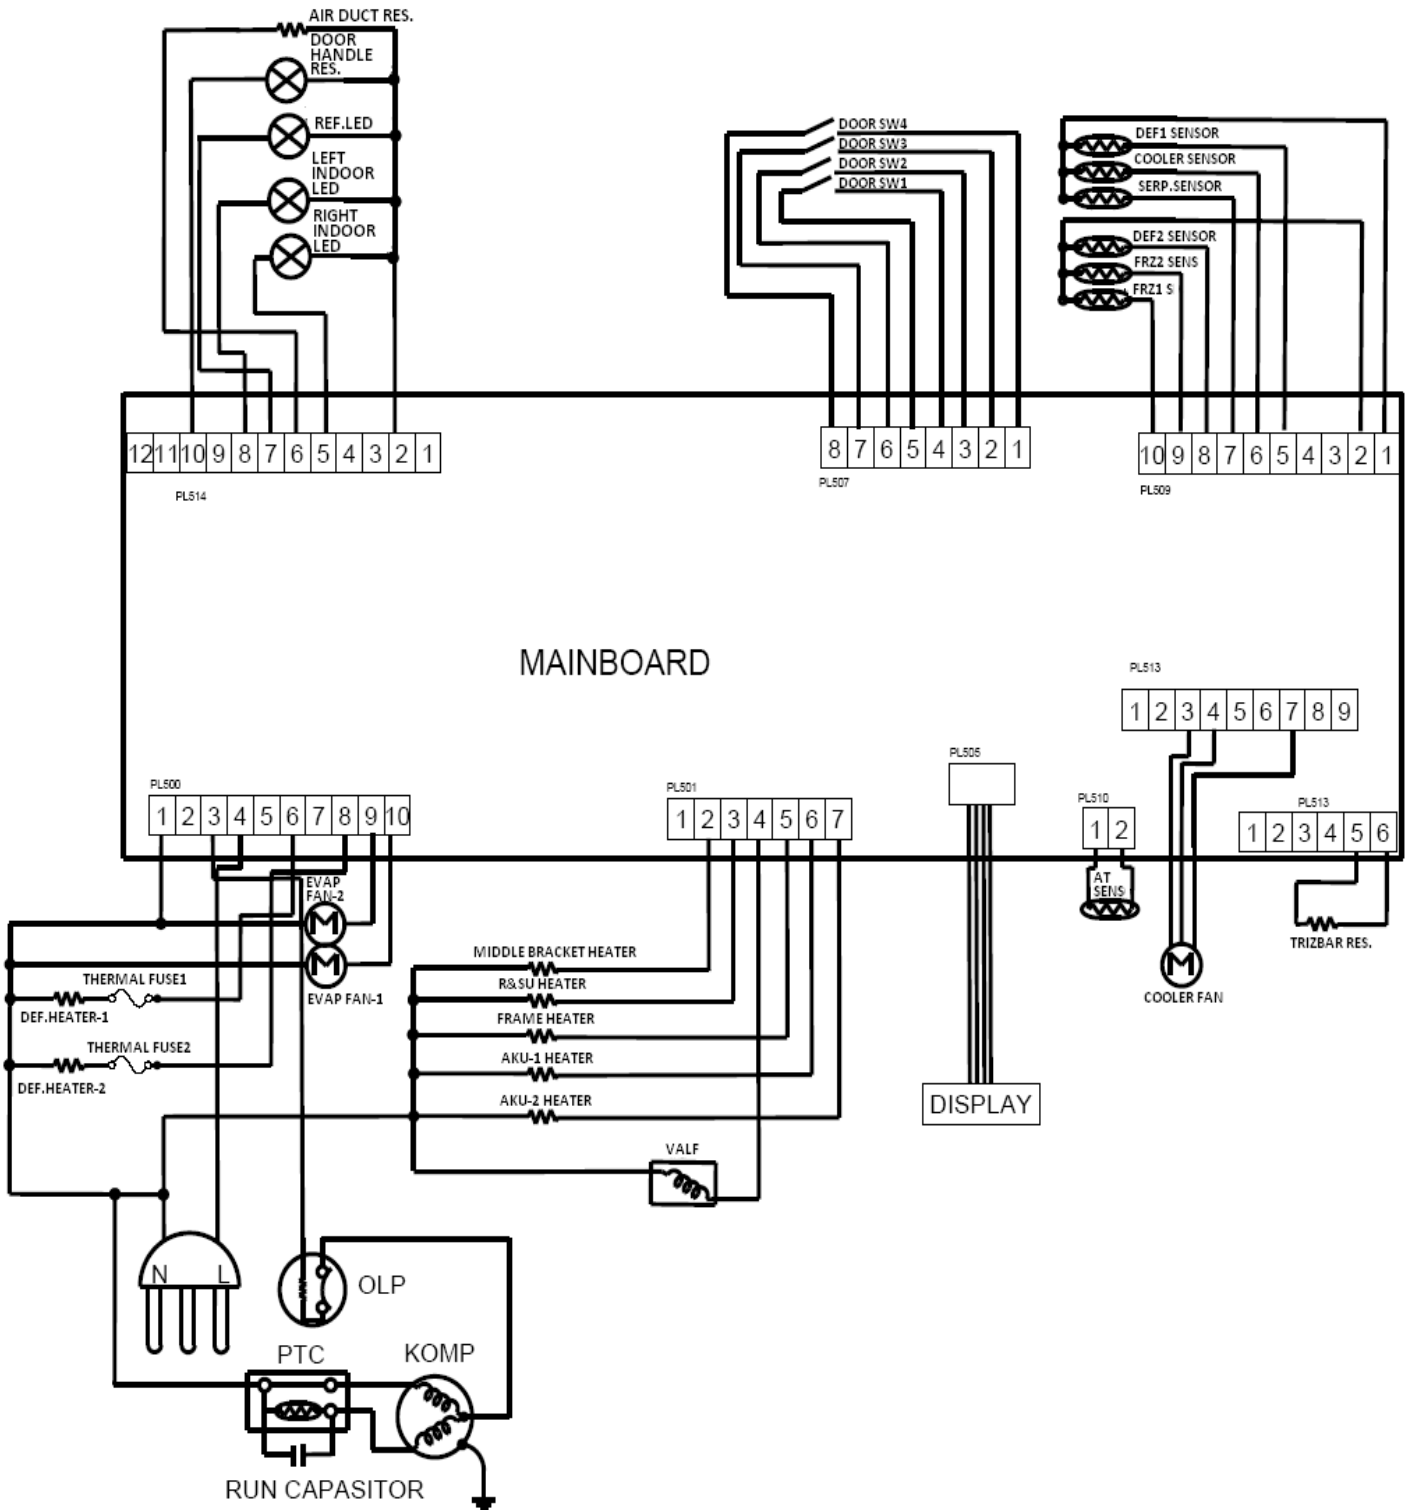 AIR DUCT RES.
DOOR
HANDLE
RES.
REF.LED
LEFT
INDOOR
LED
RIGHT
INDOOR
LED
DOOR SW4
DOOR SW3
DOOR SW2
DOOR SW1
DEF1 SENSOR
COOLER SENSOR
SERP.SENSOR
DEF2 SENSOR
FRZ2 SENS
FRZ1 S
12 11 10 9 8 7 6 5 4 3 2 1
PL514
8 7 6 5 4 3 2 1
PL507
10 9 8 7 6 5 4 3 2 1
PL509
MAINBOARD
PL513
1 2 3 4 5 6 7 8 9
PL500
1 2 3 4 5 6 7 8 9 10
PL501
1 2 3 4 5 6 7
PL505
PL510
1 2
PL513
1 2 3 4 5 6
EVAP
FAN-2
M
M
EVAP FAN-1
THERMAL FUSE1
DEF.HEATER-1
THERMAL FUSE2
DEF.HEATER-2
MIDDLE BRACKET HEATER
R&SU HEATER
FRAME HEATER
AKU-1 HEATER
AKU-2 HEATER
VALF
DISPLAY
AT
SENS
M
COOLER FAN
TRIZBAR RES.
N L
OLP
PTC
KOMP
RUN CAPASITOR